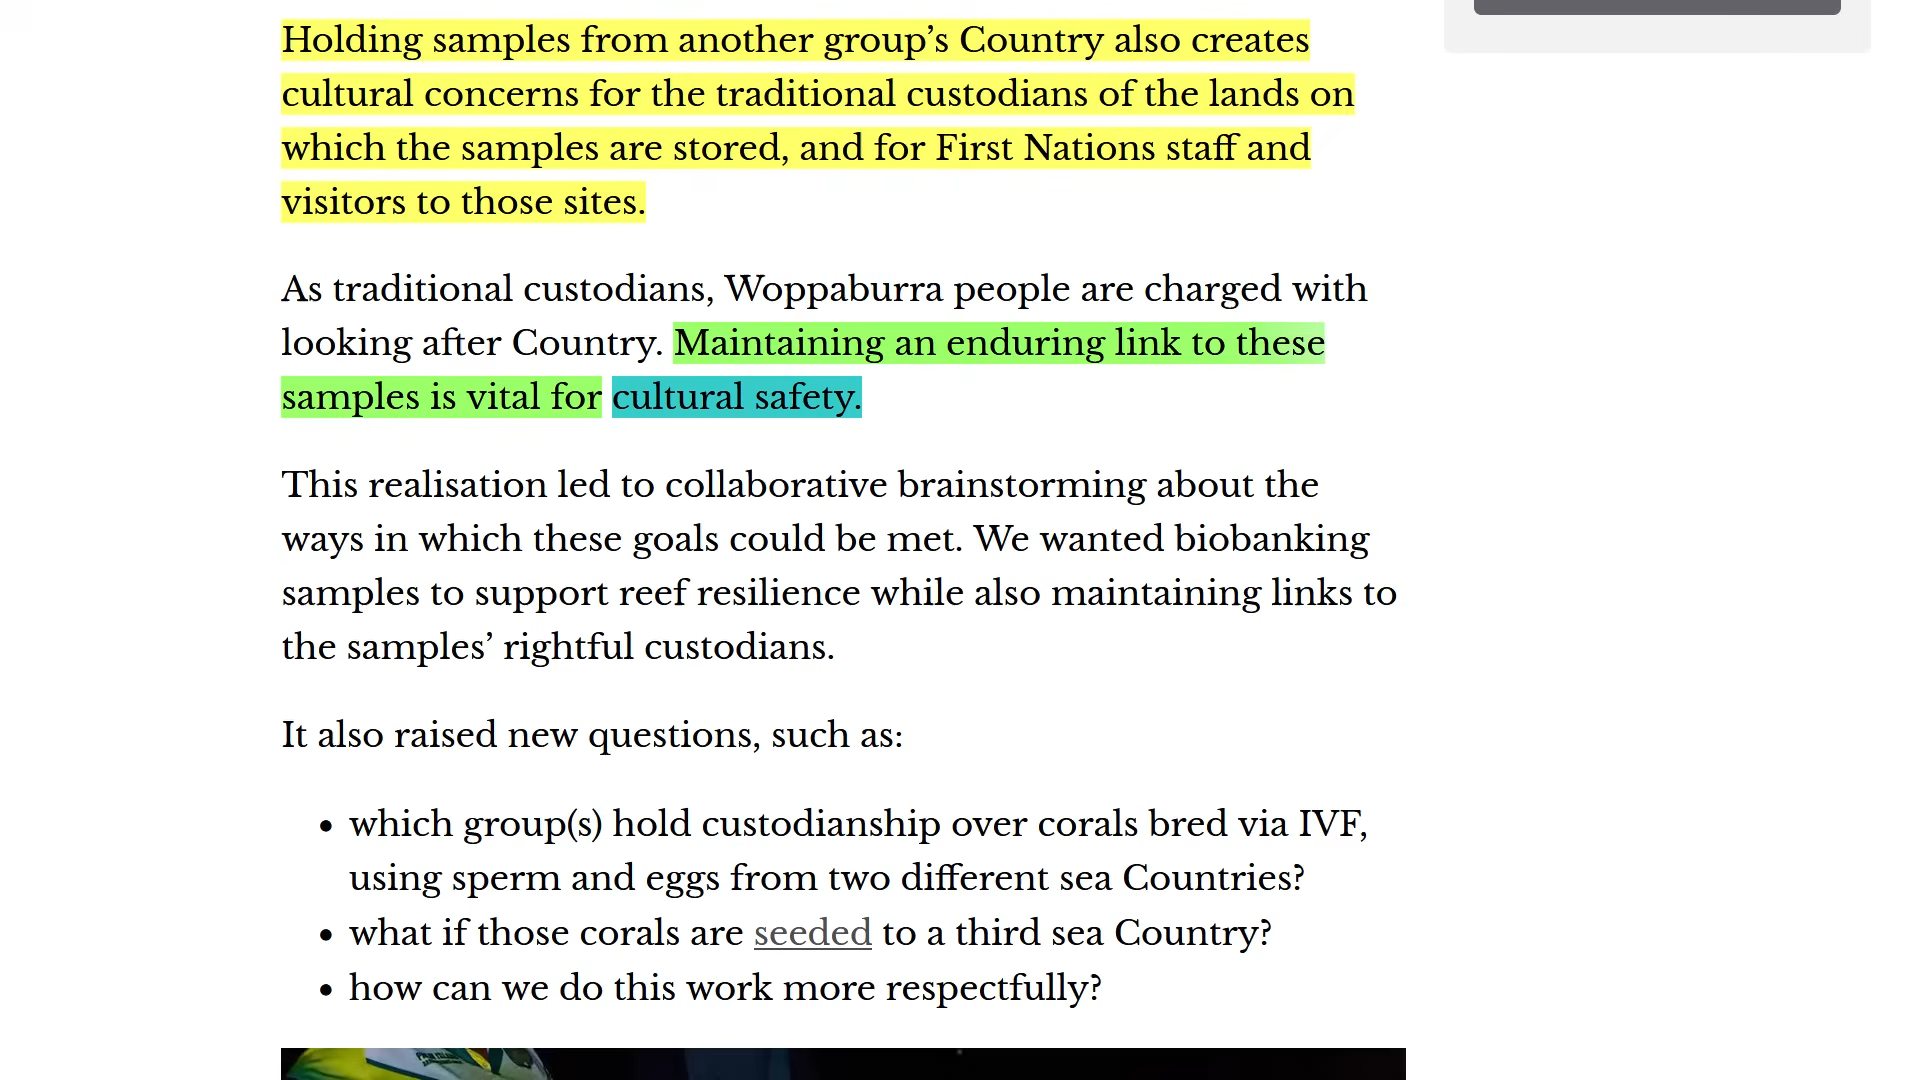 Holding samples from another group’s Country also creates
cultural concerns for the traditional custodians of the lands on
which the samples are stored, and for First Nations staff and
visitors to those sites.
As traditional custodians, Woppaburra people are charged with
looking after Country. Maintaining an enduring link to these
samples is vital for cultural safety.
This realisation led to collaborative brainstorming about the
ways in which these goals could be met. We wanted biobanking
samples to support reef resilience while also maintaining links to
the samples’ rightful custodians.
It also raised new questions, such as:
• which group(s) hold custodianship over corals bred via IVF,
using sperm and eggs from two different sea Countries?
• what if those corals are seeded to a third sea Country?
• how can we do this work more respectfully?